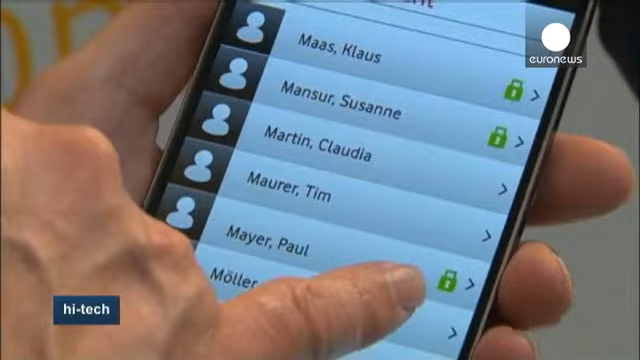 euronews
Maas, Klaus
Mansur, Susanne
Martin, Claudia
Maurer, Tim
Mayer, Paul
Möller
hi-tech